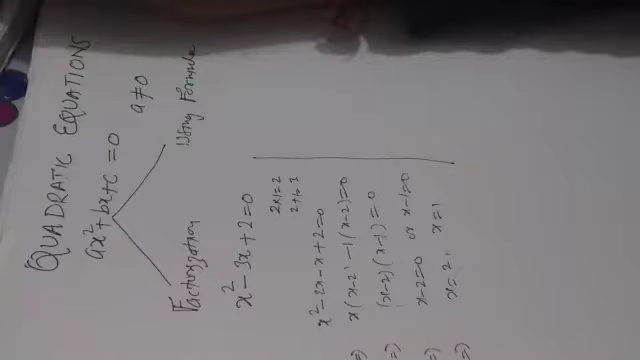 QUADRATIC EQUATIONS
ax²+bx+c=0 a≠0
Factorization Using Formula
x²-3x+2=0
2×1=2
2+1=3
x²-2x-x+2=0
=) x(x-2)-1(x-2)=0
=) (x-2)(x-1)=0
=) x-2=0 or x-1=0
=) x=2, x=1